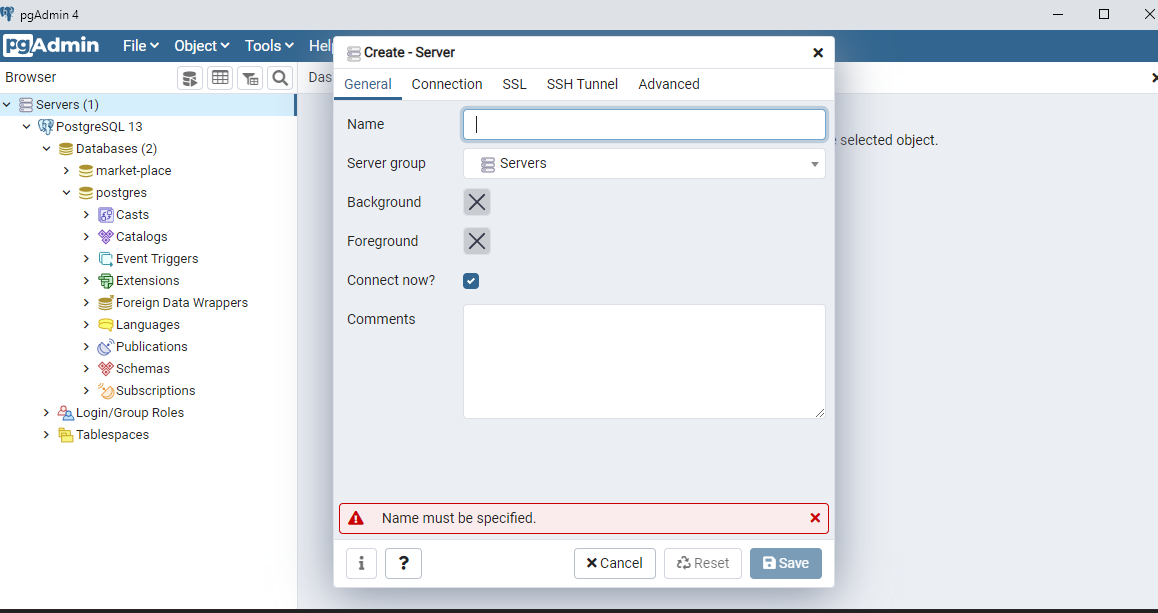 pgAdmin 4
pgAdmin File Object Tools Hel
Browser
Das
Servers (1)
PostgreSQL 13
Databases (2)
market-place
postgres
Casts
Catalogs
Event Triggers
Extensions
Foreign Data Wrappers
Languages
Publications
Schemas
Subscriptions
Login/Group Roles
Tablespaces
selected object.
Create - Server
General Connection SSL SSH Tunnel Advanced
Name
Server group Servers
Background
Foreground
Connect now?
Comments
Name must be specified.
i ? Cancel Reset Save